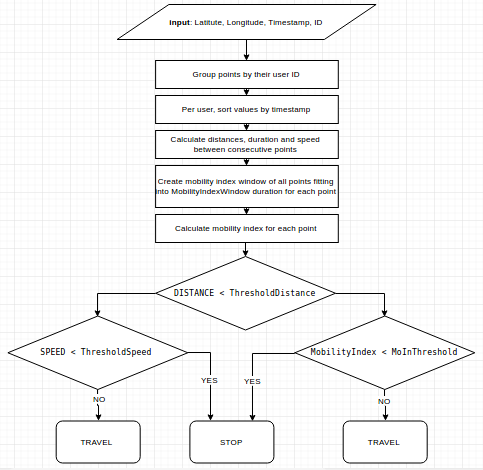 Input: Latitute, Longitude, Timestamp, ID
Group points by their user ID
Per user, sort values by timestamp
Calculate distances, duration and speed
between consecutive points
Create mobility index window of all points fitting
into MobilityIndexWindow duration for each point
Calculate mobility index for each point
DISTANCE < ThresholdDistance
SPEED < ThresholdSpeed
MobilityIndex < MoInThreshold
YES
YES
NO
NO
TRAVEL
STOP
TRAVEL